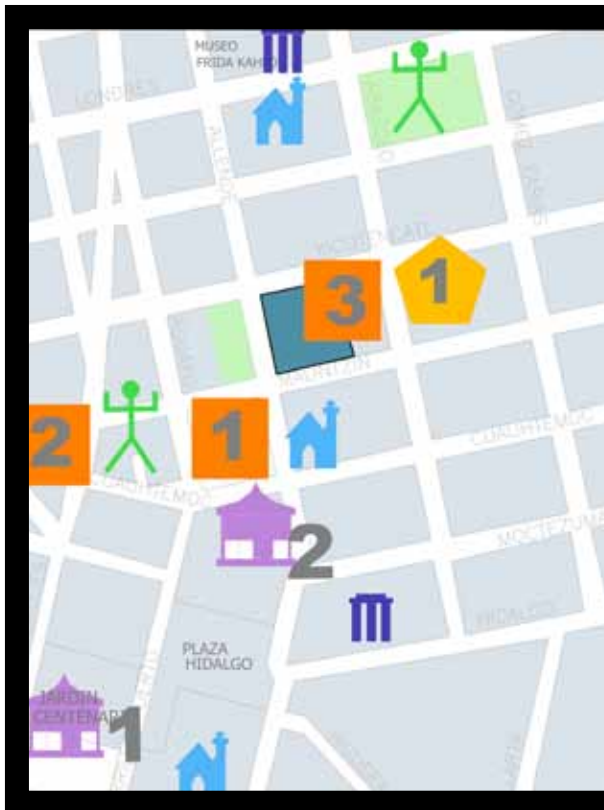 MUSEO
FRIDA KAHLO
LONDRES
ALLENDE
XICOTENCATL
3
1
MALINTZIN
2
1
CUAUHTEMOC
CUAUHTEMOC
2
MOCTEZUMA
HIDALGO
PLAZA
HIDALGO
JARDIN
CENTENARI
1